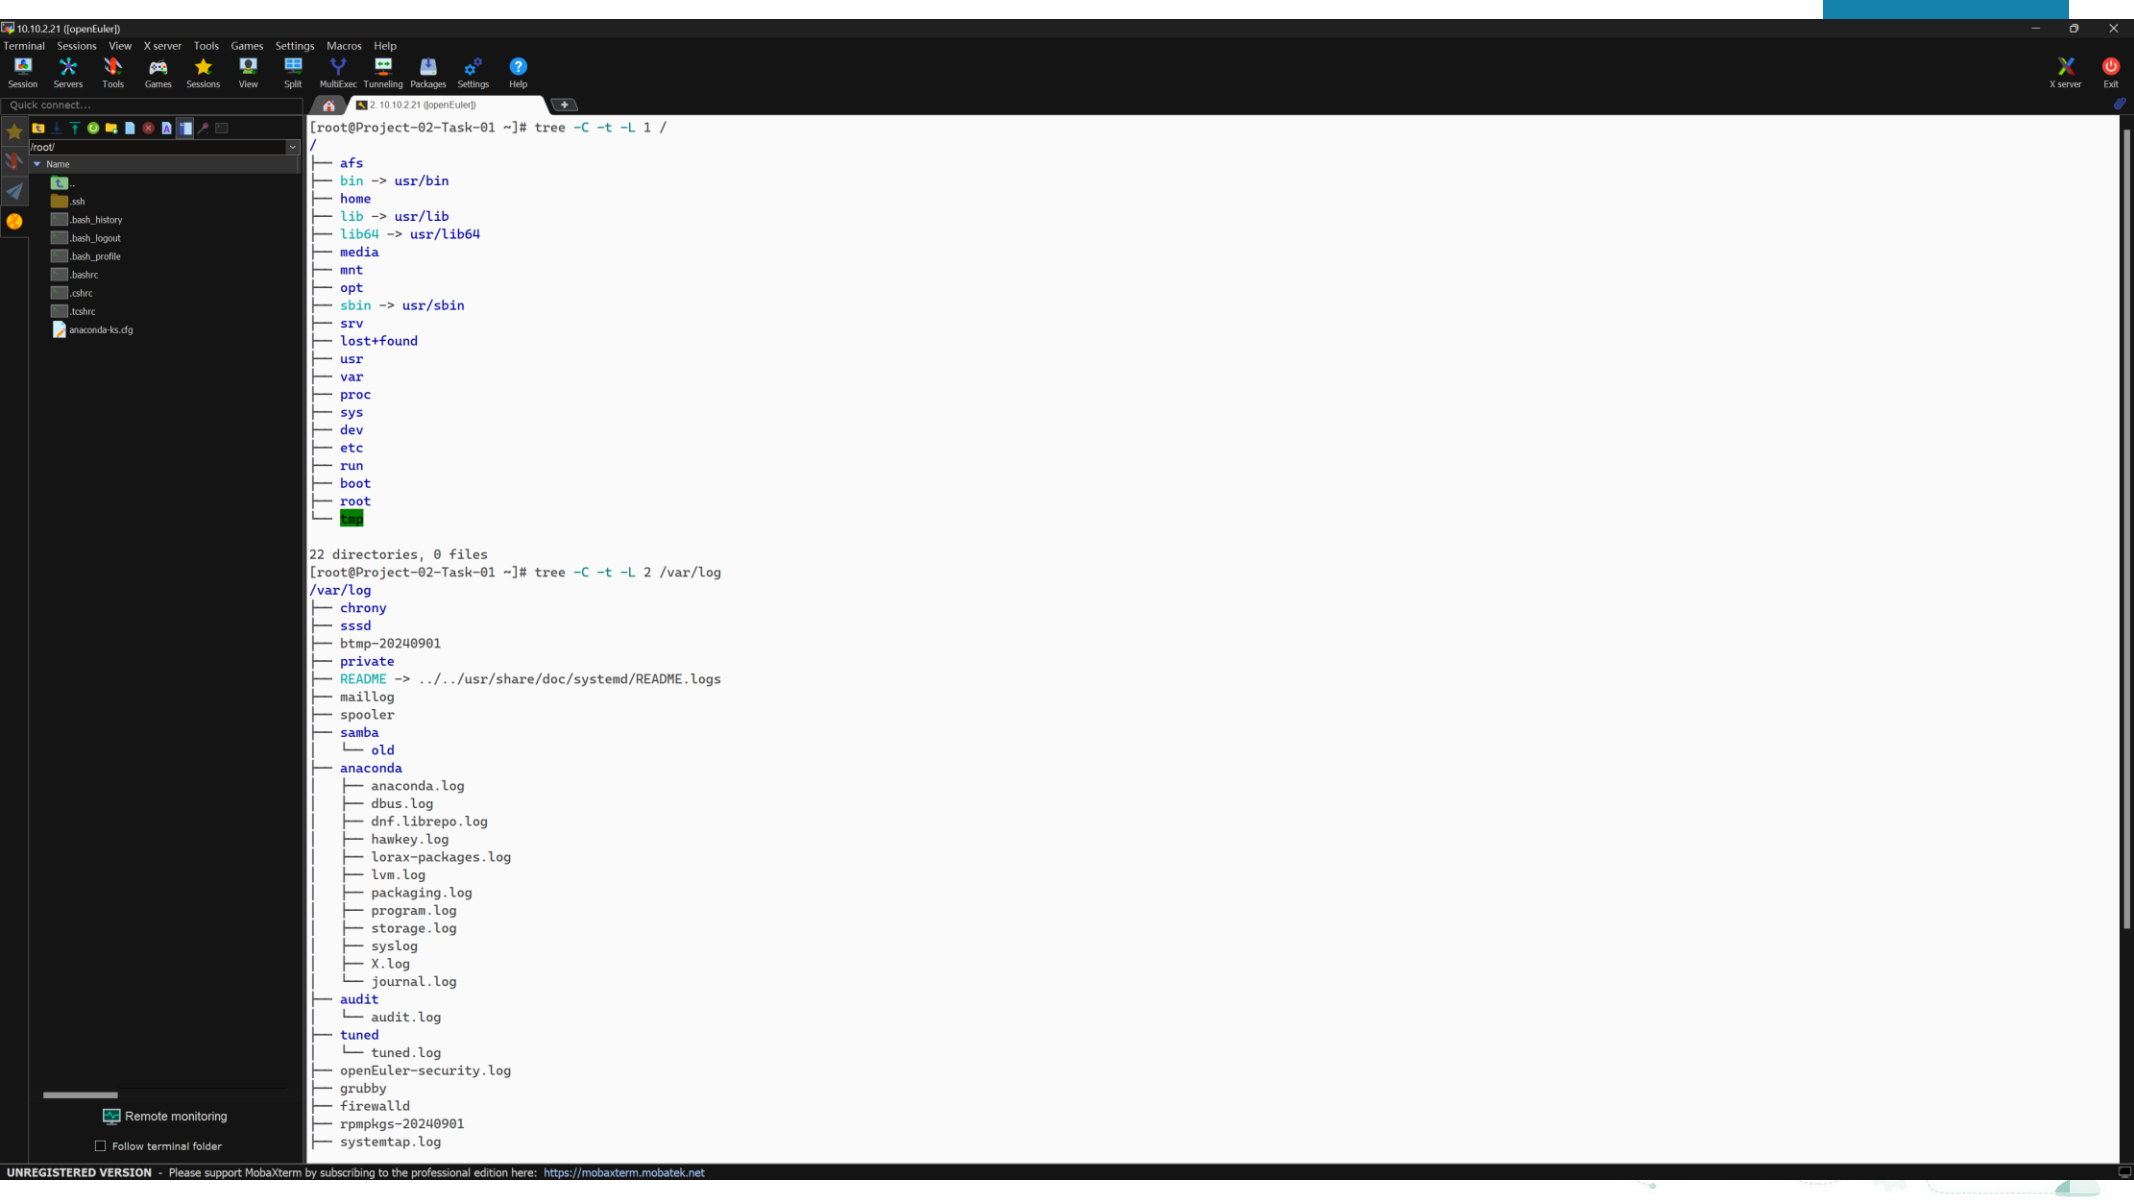 10.10.2.21 ([openEuler])
Terminal Sessions View X server Tools Games Settings Macros Help
Session Servers Tools Games Sessions View Split MultiExec Tunneling Packages Settings Help X server Exit
Quick connect...
2. 10.10.2.21 ([openEuler])
/root/
Name
..
.ssh
.bash_history
.bash_logout
.bash_profile
.bashrc
.cshrc
.tcshrc
anaconda-ks.cfg
Remote monitoring
Follow terminal folder
[root@Project-02-Task-01 ~]# tree -C -t -L 1 /
/
├── afs
├── bin -> usr/bin
├── home
├── lib -> usr/lib
├── lib64 -> usr/lib64
├── media
├── mnt
├── opt
├── sbin -> usr/sbin
├── srv
├── lost+found
├── usr
├── var
├── proc
├── sys
├── dev
├── etc
├── run
├── boot
├── root
└── tmp
22 directories, 0 files
[root@Project-02-Task-01 ~]# tree -C -t -L 2 /var/log
/var/log
├── chrony
├── sssd
├── btmp-20240901
├── private
├── README -> ../../usr/share/doc/systemd/README.logs
├── maillog
├── spooler
├── samba
│   └── old
├── anaconda
│   ├── anaconda.log
│   ├── dbus.log
│   ├── dnf.librepo.log
│   ├── hawkey.log
│   ├── lorax-packages.log
│   ├── lvm.log
│   ├── packaging.log
│   ├── program.log
│   ├── storage.log
│   ├── syslog
│   ├── X.log
│   └── journal.log
├── audit
│   └── audit.log
├── tuned
│   └── tuned.log
├── openEuler-security.log
├── grubby
├── firewalld
├── rpmpkgs-20240901
├── systemtap.log
UNREGISTERED VERSION - Please support MobaXterm by subscribing to the professional edition here: https://mobaxterm.mobatek.net